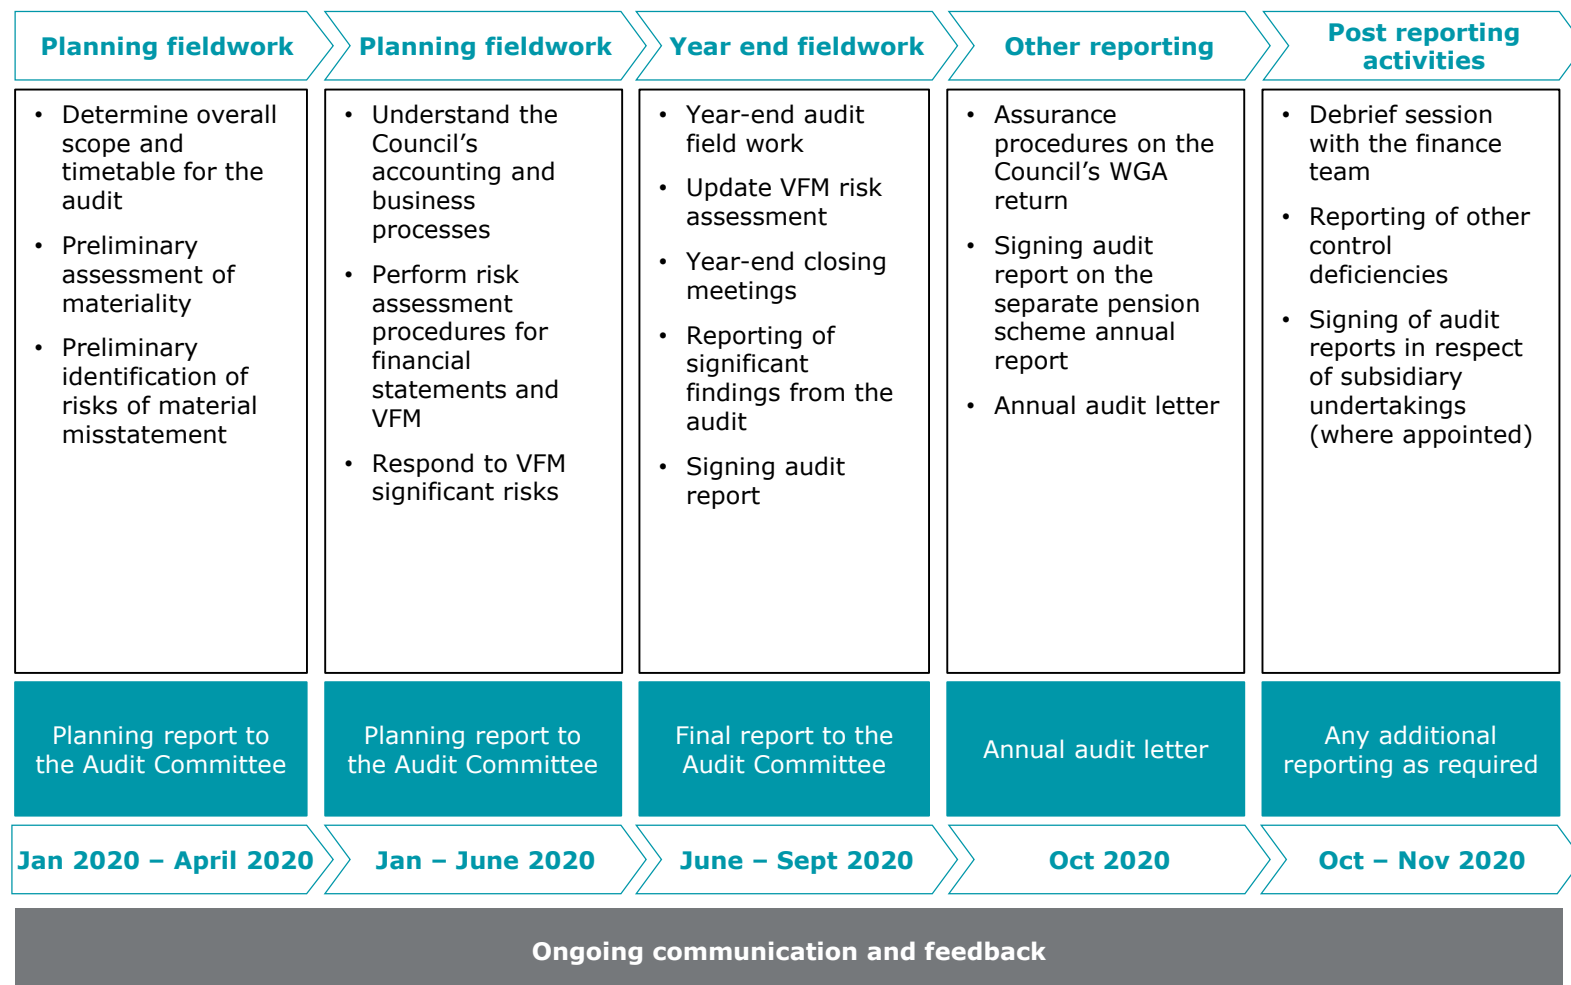 Planning fieldwork
Planning fieldwork
Year end fieldwork
Other reporting
Post reporting
activities
• Determine overall
scope and
timetable for the
audit
• Preliminary
assessment of
materiality
• Preliminary
identification of
risks of material
misstatement
• Understand the
Council’s
accounting and
business
processes
• Perform risk
assessment
procedures for
financial
statements and
VFM
• Respond to VFM
significant risks
• Year-end audit
field work
• Update VFM risk
assessment
• Year-end closing
meetings
• Reporting of
significant
findings from the
audit
• Signing audit
report
• Assurance
procedures on the
Council’s WGA
return
• Signing audit
report on the
separate pension
scheme annual
report
• Annual audit letter
• Debrief session
with the finance
team
• Reporting of other
control
deficiencies
• Signing of audit
reports in respect
of subsidiary
undertakings
(where appointed)
Planning report to
the Audit Committee
Planning report to
the Audit Committee
Final report to the
Audit Committee
Annual audit letter
Any additional
reporting as required
Jan 2020 – April 2020
Jan – June 2020
June – Sept 2020
Oct 2020
Oct – Nov 2020
Ongoing communication and feedback